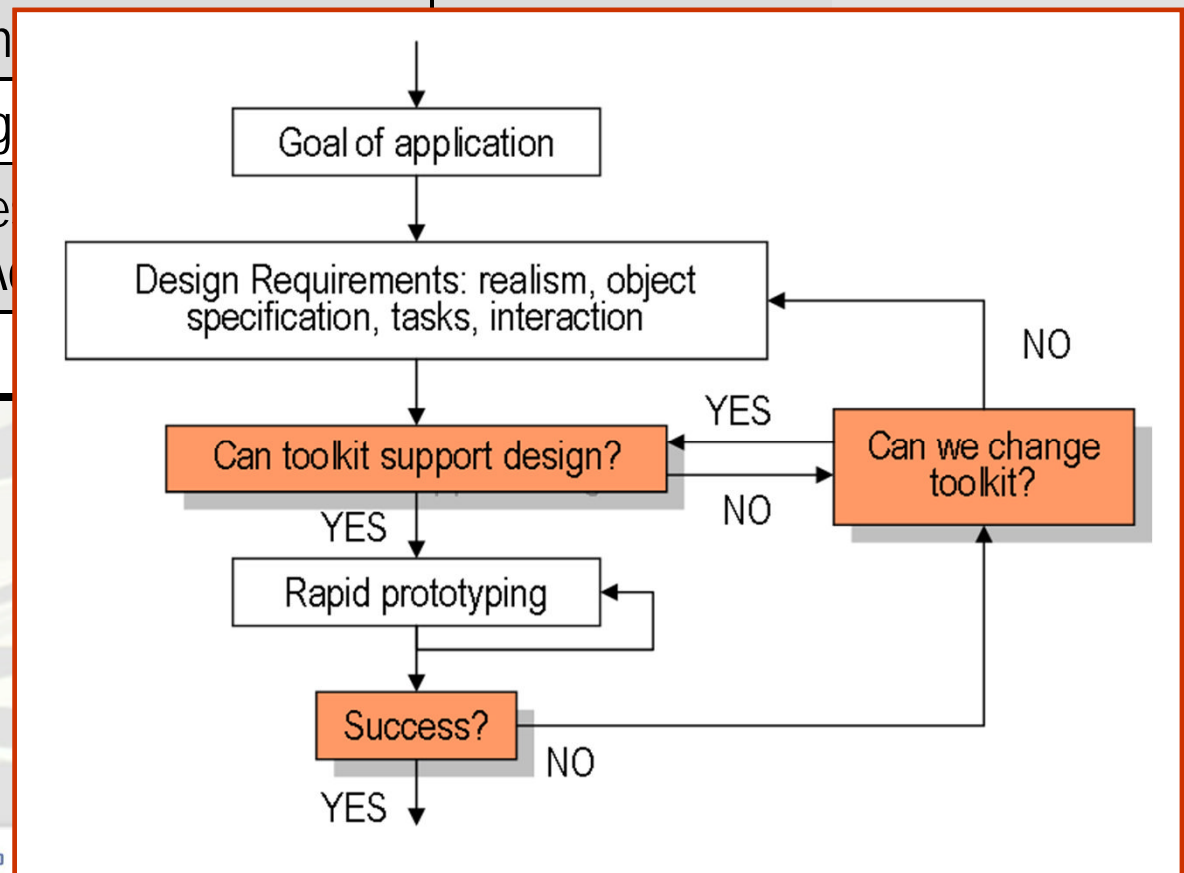 Goal of application
Design Requirements: realism, object
specification, tasks, interaction
NO
YES
Can toolkit support design?
Can we change
toolkit?
NO
YES
Rapid prototyping
Success?
NO
YES